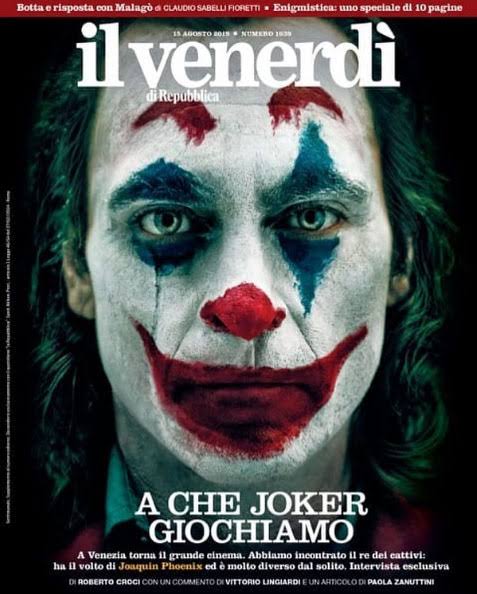 Botta e risposta con Malagò di CLAUDIO SABELLI FIORETTI ■ Enigmistica: uno speciale di 10 pagine
15 AGOSTO 2019 ■ NUMERO 1639
il venerdì
di Repubblica
A CHE JOKER
GIOCHIAMO
A Venezia torna il grande cinema. Abbiamo incontrato il re dei cattivi:
ha il volto di Joaquin Phoenix ed è molto diverso dal solito. Intervista esclusiva
DI ROBERTO CROCI CON UN COMMENTO DI VITTORIO LINGIARDI E UN ARTICOLO DI PAOLA ZANUTTINI